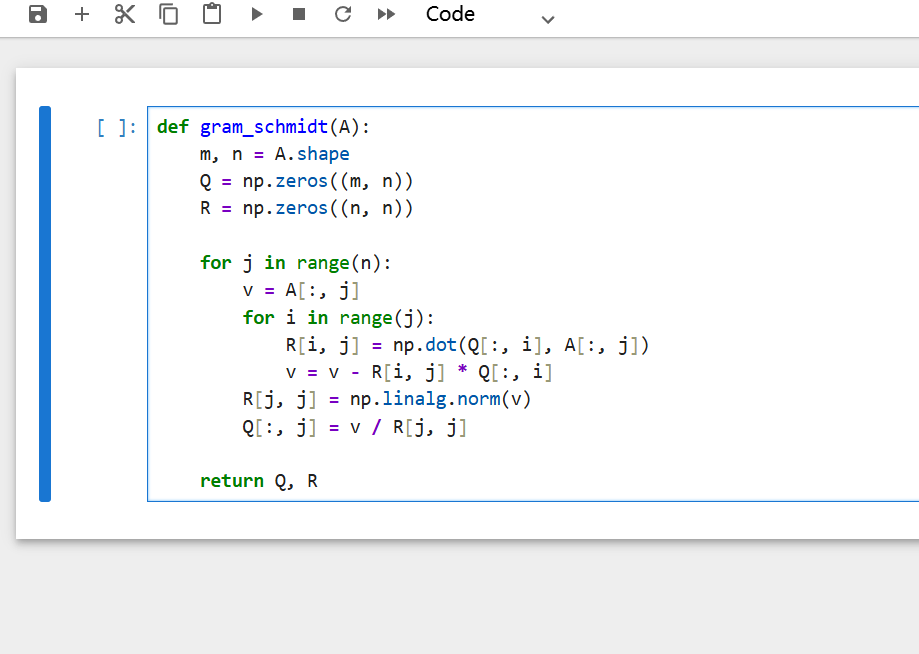 Code
[ ]: def gram_schmidt(A):
    m, n = A.shape
    Q = np.zeros((m, n))
    R = np.zeros((n, n))

    for j in range(n):
        v = A[:, j]
        for i in range(j):
            R[i, j] = np.dot(Q[:, i], A[:, j])
            v = v - R[i, j] * Q[:, i]
        R[j, j] = np.linalg.norm(v)
        Q[:, j] = v / R[j, j]

    return Q, R